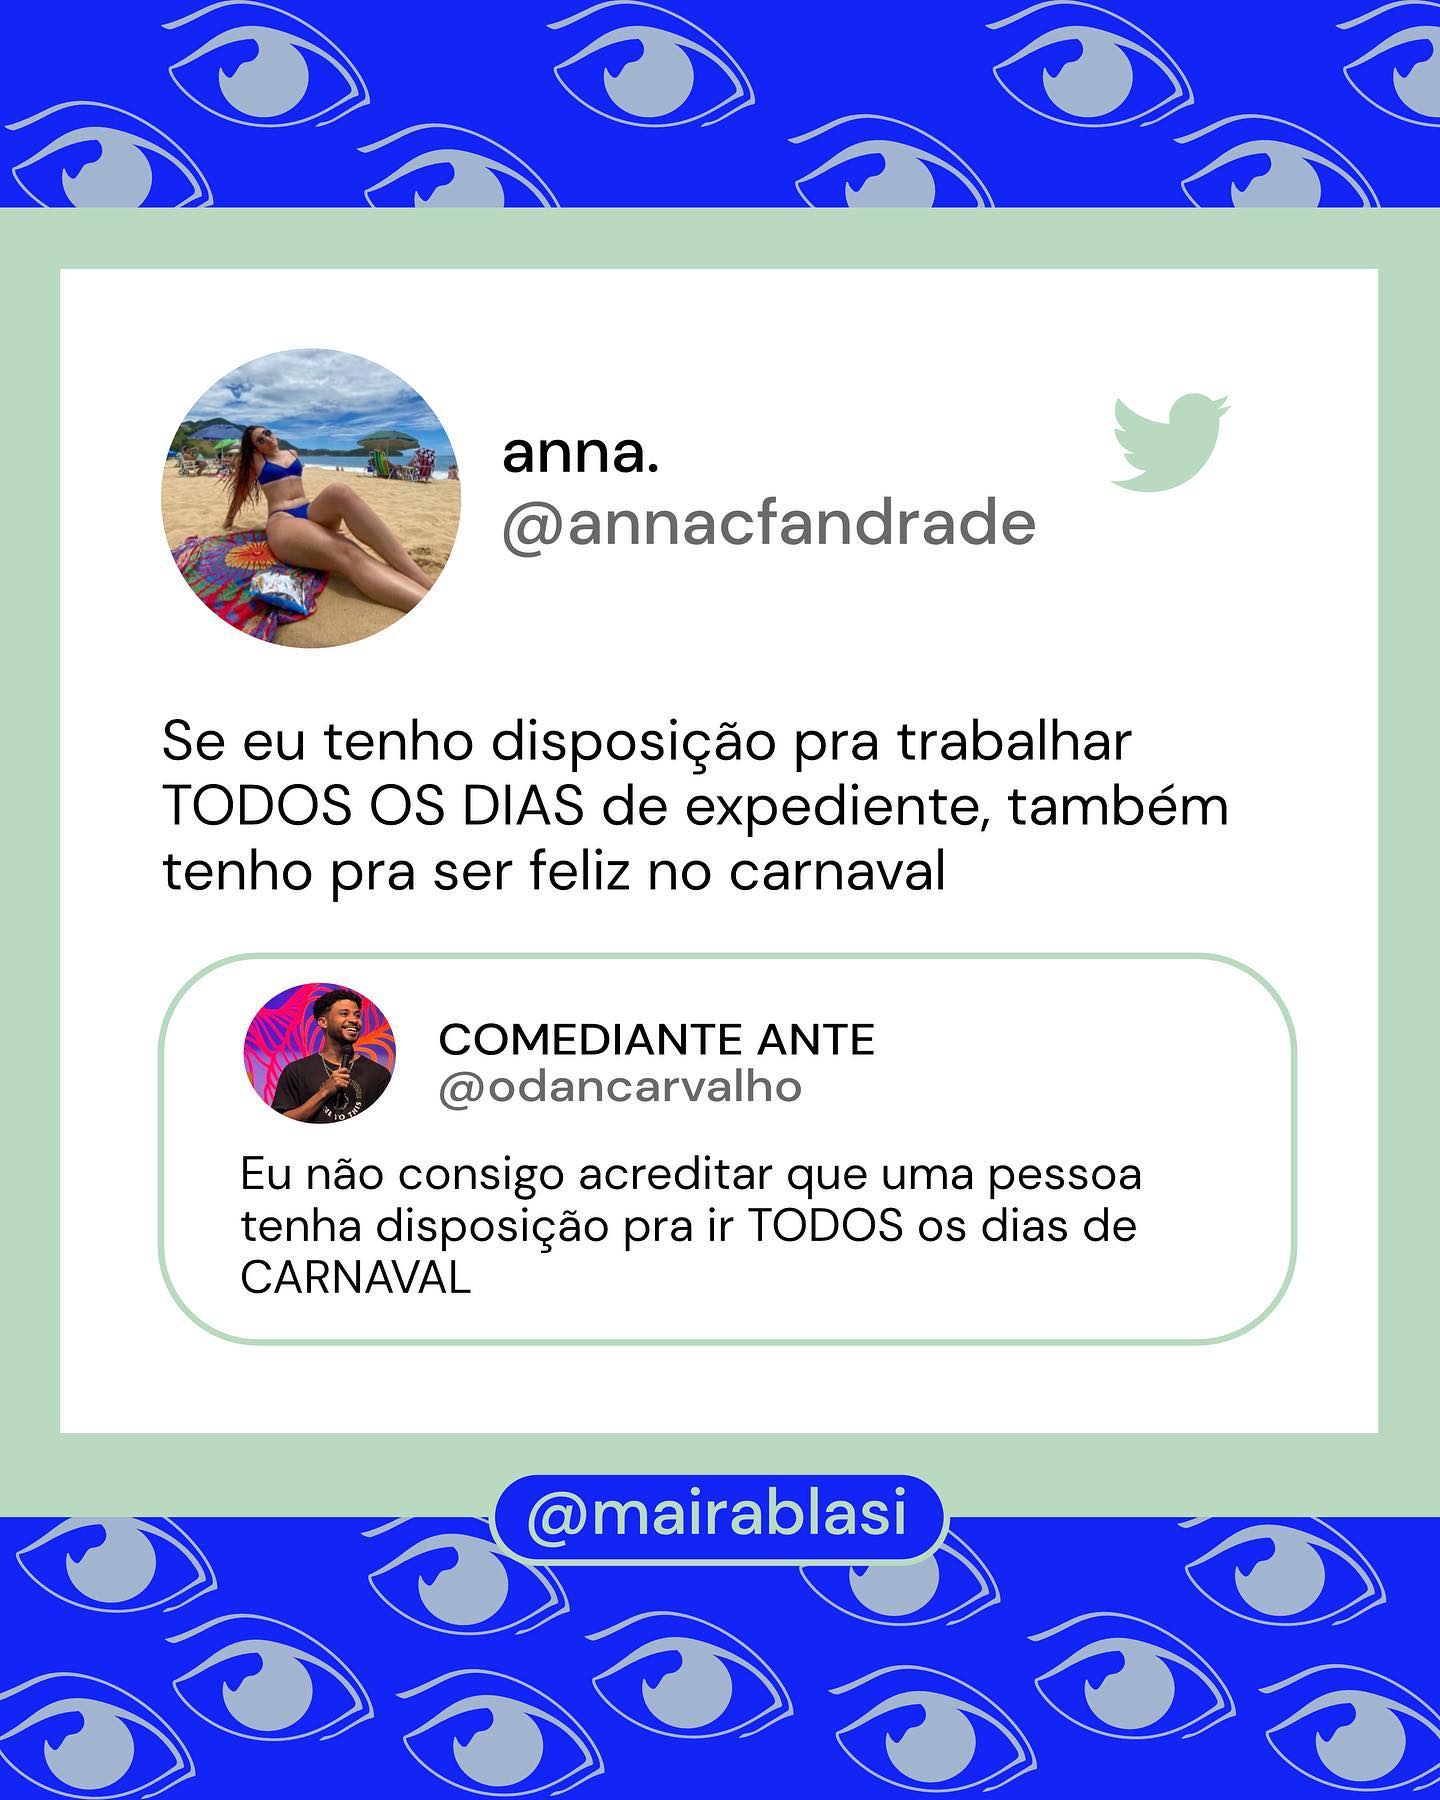 anna.
@annacfandrade
Se eu tenho disposição pra trabalhar
TODOS OS DIAS de expediente, também
tenho pra ser feliz no carnaval
COMEDIANTE ANTE
@odancarvalho
Eu não consigo acreditar que uma pessoa
tenha disposição pra ir TODOS os dias de
CARNAVAL
@mairablasi